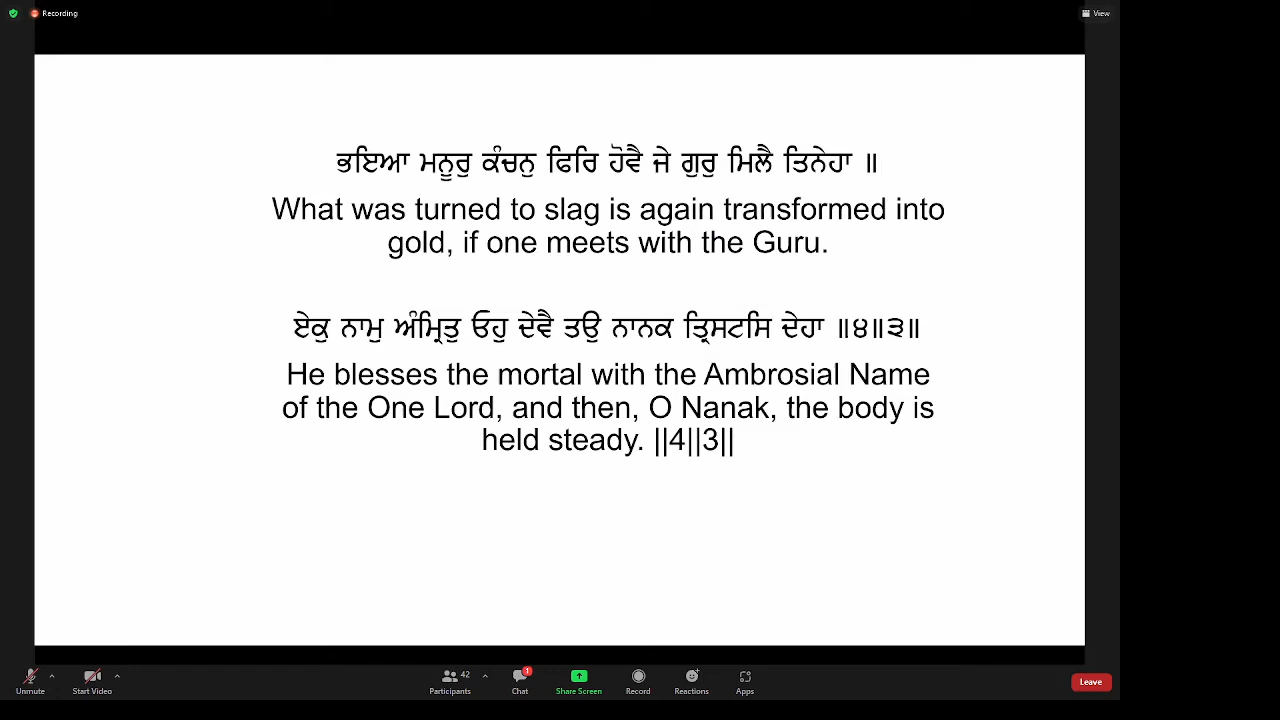 Recording
View
ਭਇਆ ਮਨੂਰੁ ਕੰਚਨੁ ਫਿਰਿ ਹੋਵੈ ਜੇ ਗੁਰੁ ਮਿਲੈ ਤਿਨੇਹਾ ॥
What was turned to slag is again transformed into
gold, if one meets with the Guru.
ਏਕੁ ਨਾਮੁ ਅੰਮ੍ਰਿਤੁ ਓਹੁ ਦੇਵੈ ਤਉ ਨਾਨਕ ਤ੍ਰਿਸਟਸਿ ਦੇਹਾ ॥੪॥੩॥
He blesses the mortal with the Ambrosial Name
of the One Lord, and then, O Nanak, the body is
held steady. ||4||3||
42 1
Unmute Start Video Participants Chat Share Screen Record Reactions Apps Leave